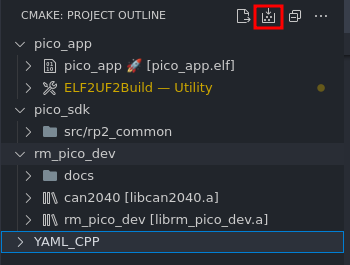 CMAKE: PROJECT OUTLINE
pico_app
pico_app 🚀 [pico_app.elf]
ELF2UF2Build — Utility
pico_sdk
src/rp2_common
rm_pico_dev
docs
can2040 [libcan2040.a]
rm_pico_dev [librm_pico_dev.a]
YAML_CPP